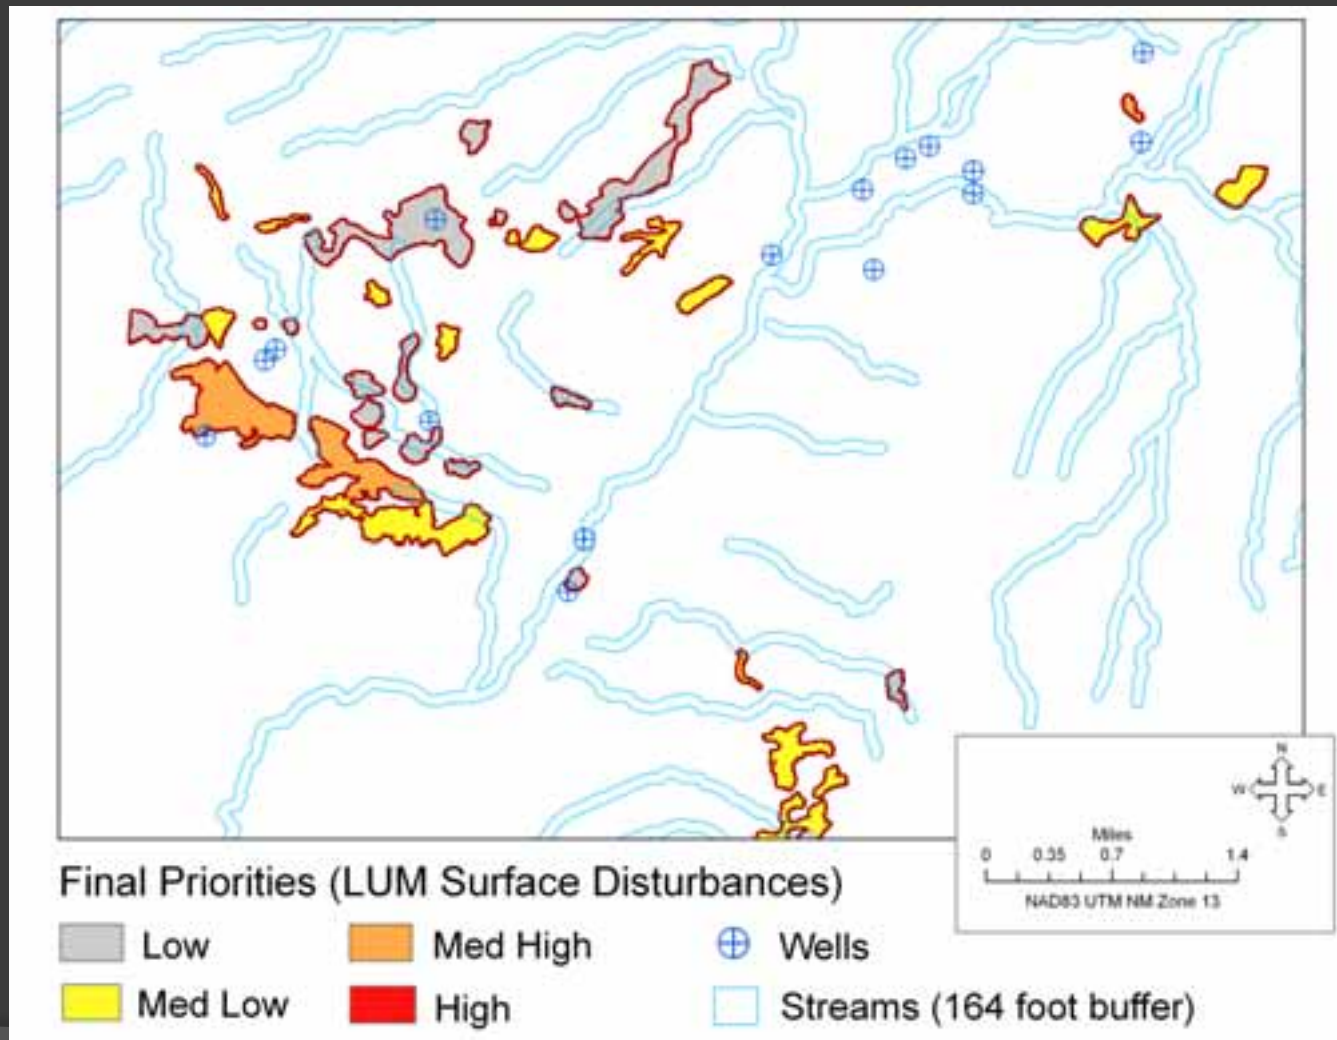 N
W E
S
Miles
0 0.35 0.7 1.4
NAD83 UTM NM Zone 13
Final Priorities (LUM Surface Disturbances)
Low Med High Wells
Med Low High Streams (164 foot buffer)